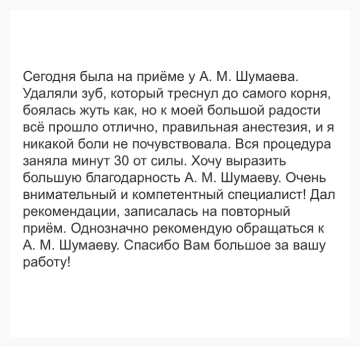 Сегодня была на приёме у А. М. Шумаева.
Удаляли зуб, который треснул до самого корня,
боялась жуть как, но к моей большой радости
всё прошло отлично, правильная анестезия, и я
никакой боли не почувствовала. Вся процедура
заняла минут 30 от силы. Хочу выразить
большую благодарность А. М. Шумаеву. Очень
внимательный и компетентный специалист! Дал
рекомендации, записалась на повторный
приём. Однозначно рекомендую обращаться к
А. М. Шумаеву. Спасибо Вам большое за вашу
работу!